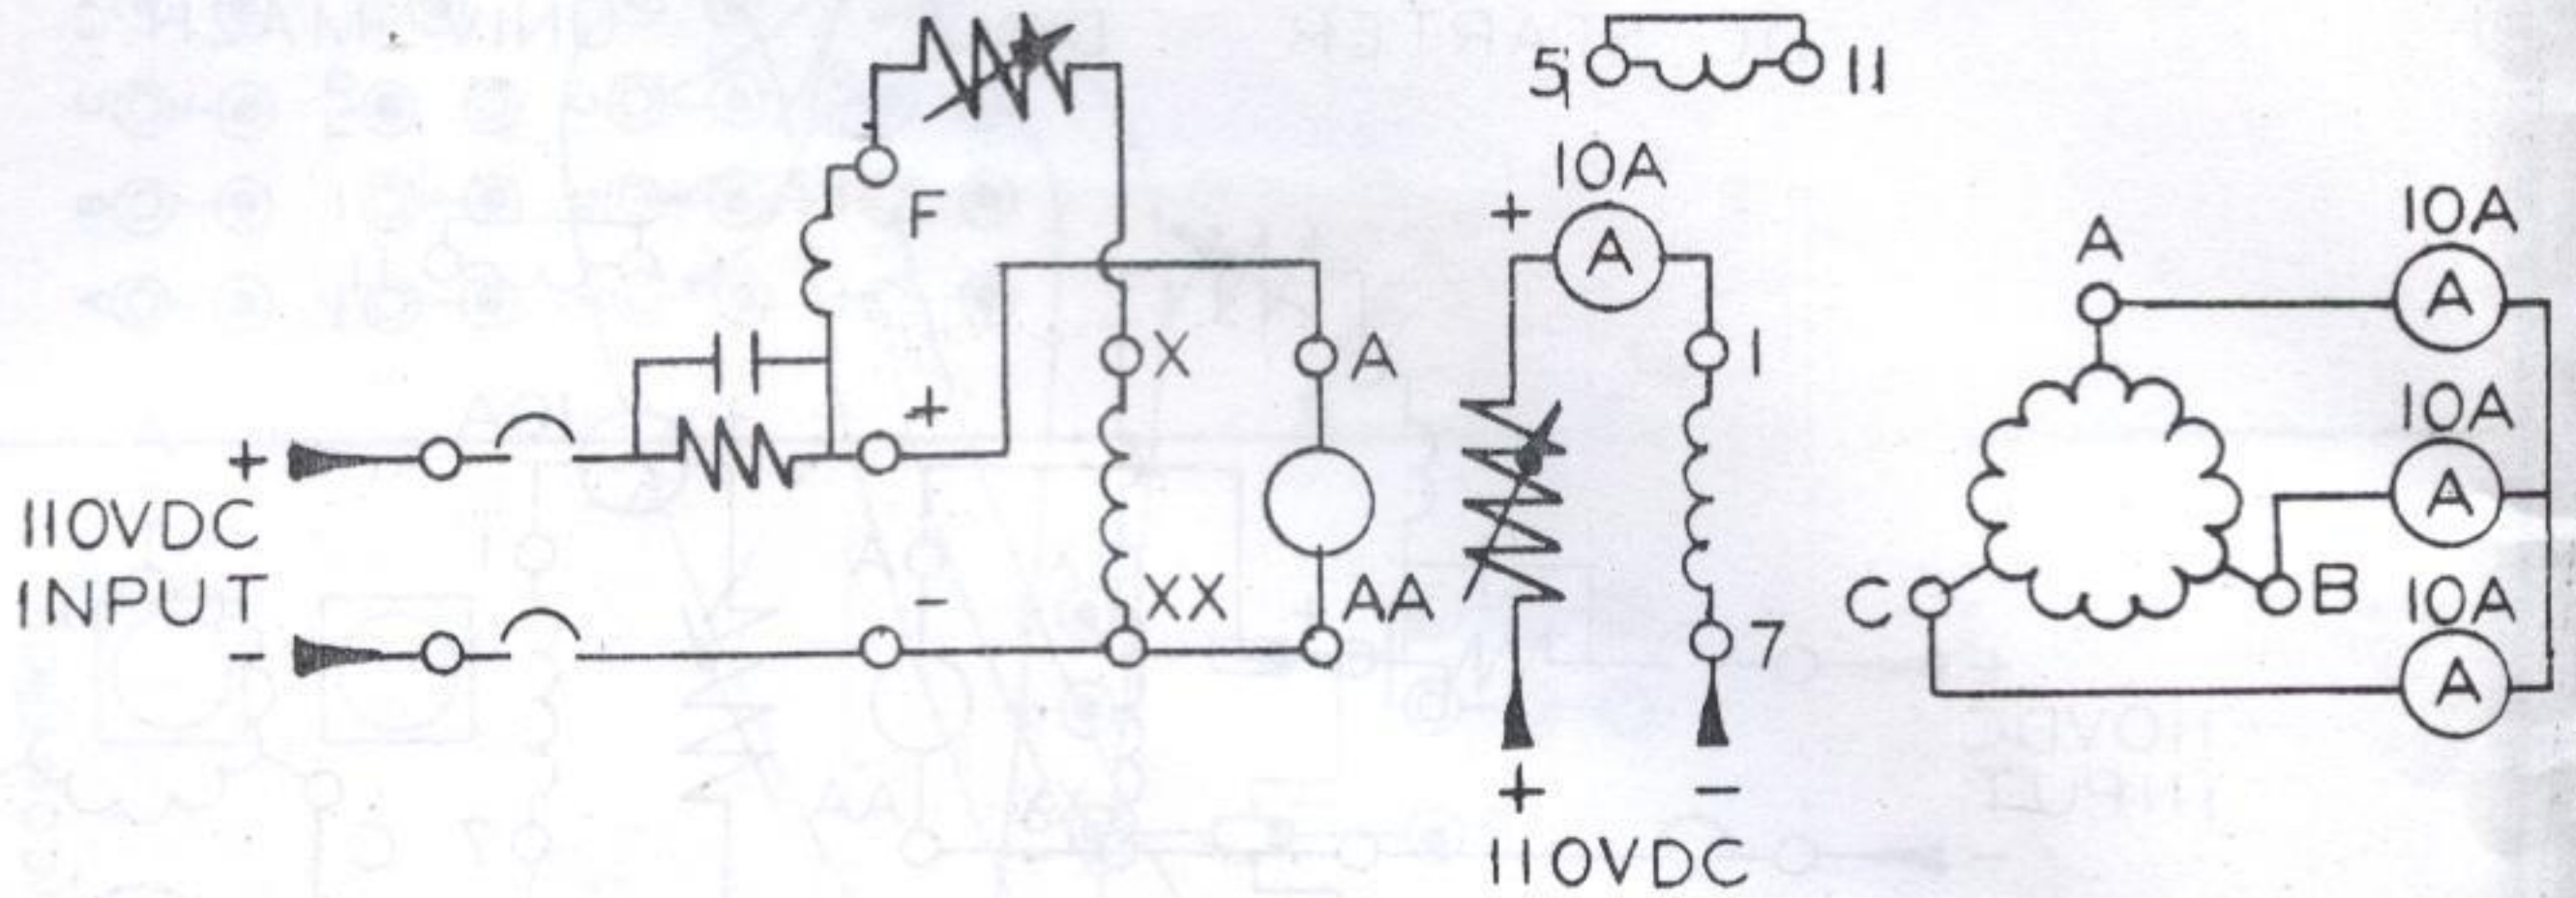 5 11
10A
+ A
F
10A
A
A
X A
1
+
10A
A
+
110VDC
INPUT
-
-
XX AA
7
C B
10A
A
+ -
110VDC